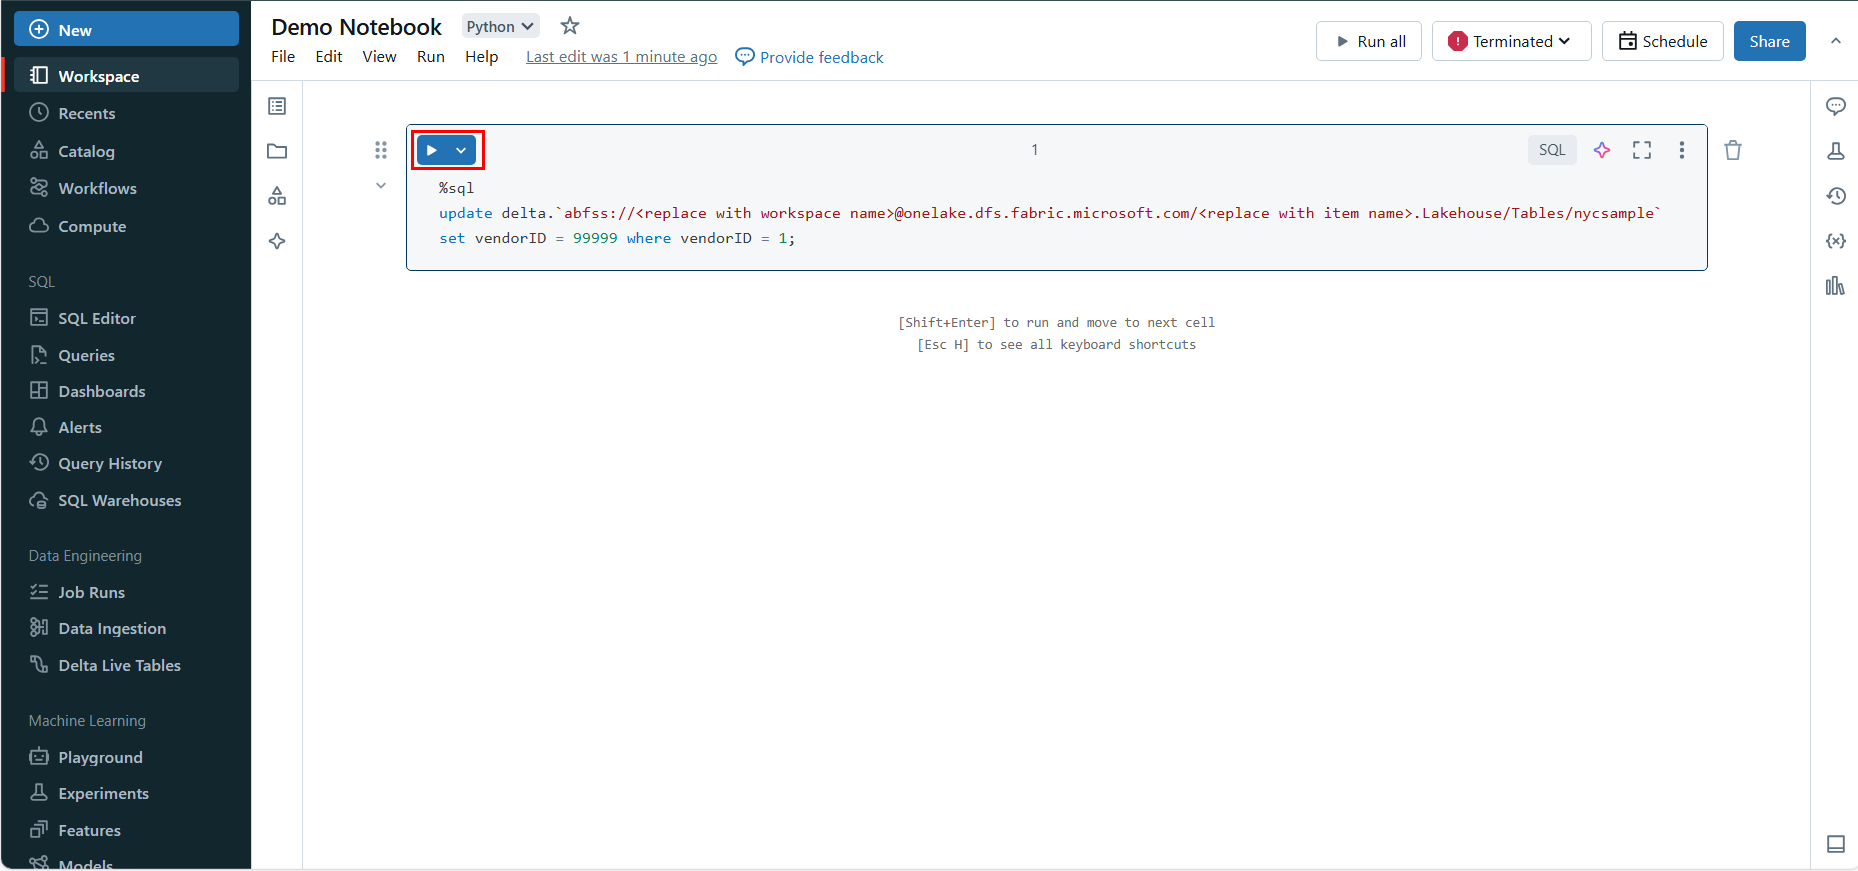 New
Workspace
Recents
Catalog
Workflows
Compute
SQL
SQL Editor
Queries
Dashboards
Alerts
Query History
SQL Warehouses
Data Engineering
Job Runs
Data Ingestion
Delta Live Tables
Machine Learning
Playground
Experiments
Features
Models
Demo Notebook Python
File Edit View Run Help Last edit was 1 minute ago Provide feedback
Run all Terminated Schedule Share
1 SQL
%sql
update delta.`abfss://<replace with workspace name>@onelake.dfs.fabric.microsoft.com/<replace with item name>.Lakehouse/Tables/nycsample`
set vendorID = 99999 where vendorID = 1;
[Shift+Enter] to run and move to next cell
[Esc H] to see all keyboard shortcuts